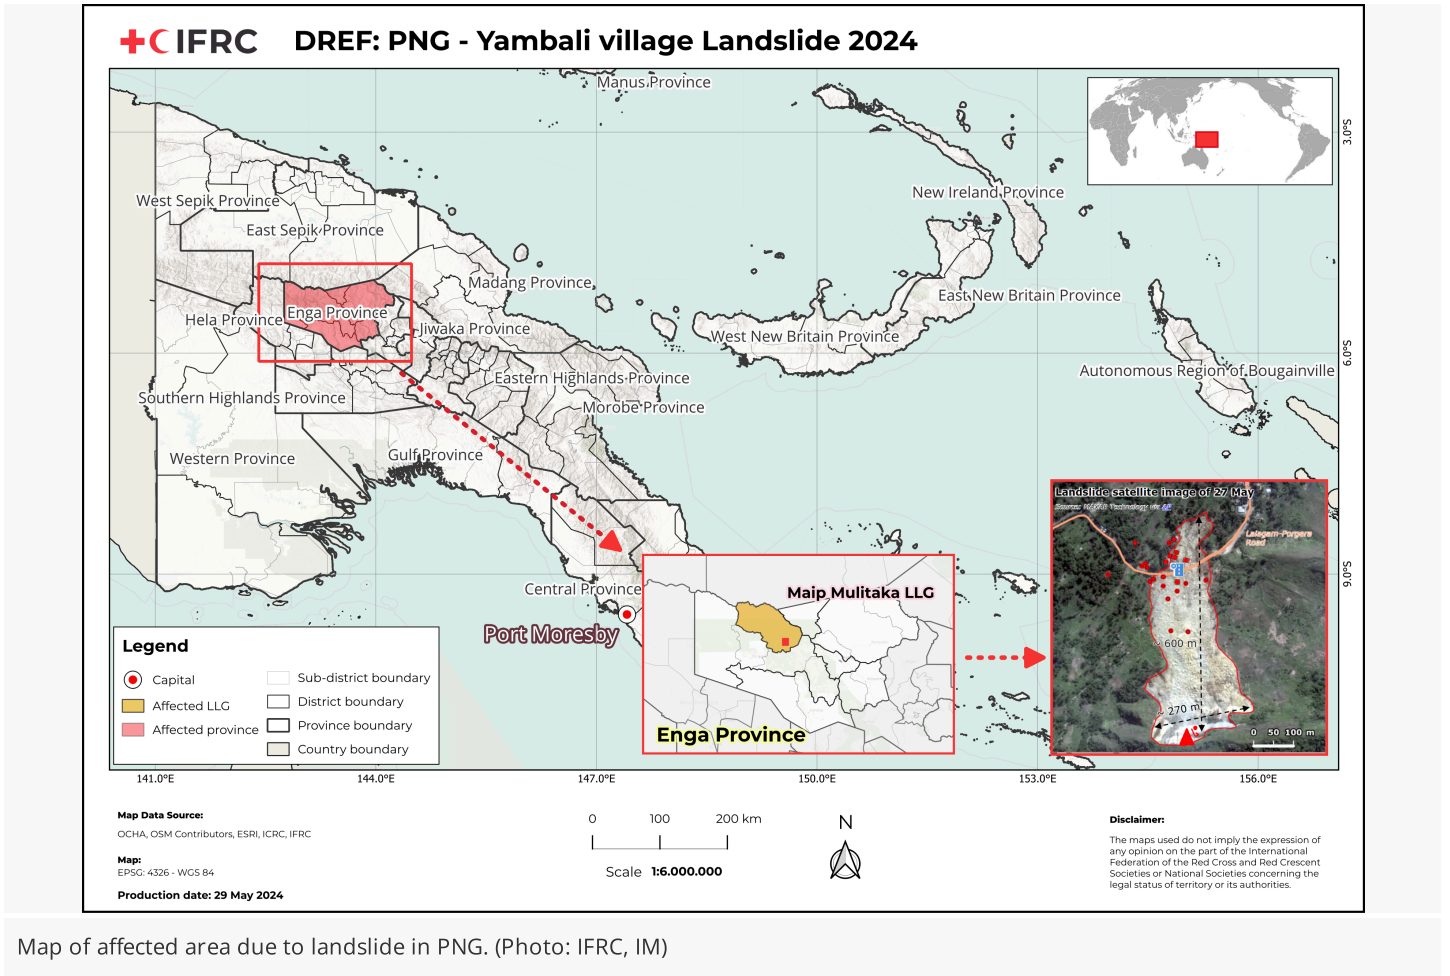 IFRC
DREF: PNG - Yambali village Landslide 2024
Manus Province
3.0°S
New Ireland Province
West Sepik Province
East Sepik Province
Madang Province
East New Britain Province
Enga Province
Hela Province
Jiwaka Province
West New Britain Province
6.0°S
Autonomous Region of Bougainville
Eastern Highlands Province
Southern Highlands Province
Morobe Province
Gulf Province
Western Province
Landslide satellite image of 27 May
Lalagam-Porgera
Road
~ 600 m
270 m
0 50 100 m
9.0°S
Central Province
Port Moresby
Maip Mulitaka LLG
Enga Province
Legend
Capital
Affected LLG
Affected province
Sub-district boundary
District boundary
Province boundary
Country boundary
141.0°E 144.0°E 147.0°E 150.0°E 153.0°E 156.0°E
Map Data Source:
OCHA, OSM Contributors, ESRI, ICRC, IFRC
Map:
EPSG: 4326 - WGS 84
Production date: 29 May 2024
0 100 200 km
Scale 1:6.000.000
N
Disclaimer:
The maps used do not imply the expression of
any opinion on the part of the International
Federation of the Red Cross and Red Crescent
Societies or National Societies concerning the
legal status of territory or its authorities.
Map of affected area due to landslide in PNG. (Photo: IFRC, IM)